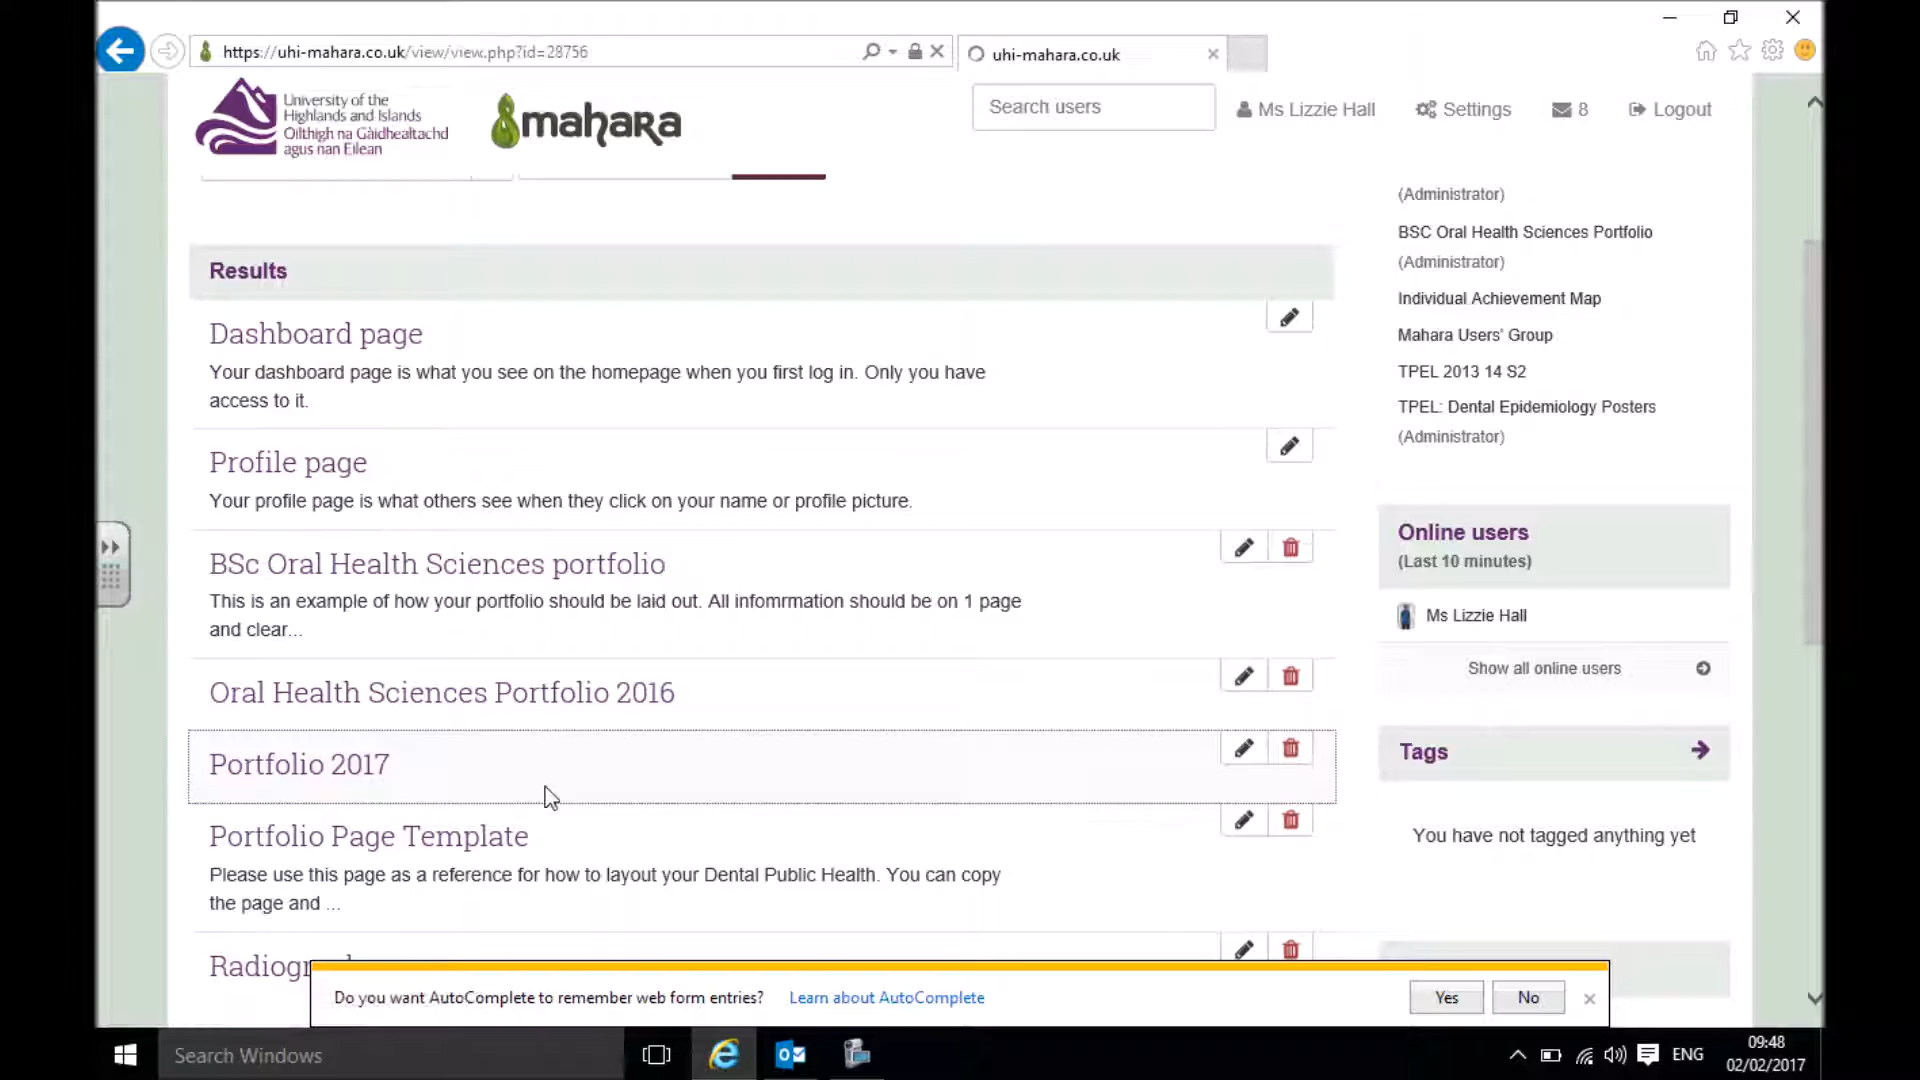 https://uhi-mahara.co.uk/view/view.php?id=28756
uhi-mahara.co.uk
University of the
Highlands and Islands
Oilthigh na Gàidhealtachd
agus nan Eilean
mahara
Search users
Ms Lizzie Hall
Settings
8
Logout
Results
Dashboard page
Your dashboard page is what you see on the homepage when you first log in. Only you have
access to it.
Profile page
Your profile page is what others see when they click on your name or profile picture.
BSc Oral Health Sciences portfolio
This is an example of how your portfolio should be laid out. All infomrmation should be on 1 page
and clear...
Oral Health Sciences Portfolio 2016
Portfolio 2017
Portfolio Page Template
Please use this page as a reference for how to layout your Dental Public Health. You can copy
the page and ...
(Administrator)
BSC Oral Health Sciences Portfolio
(Administrator)
Individual Achievement Map
Mahara Users' Group
TPEL 2013 14 S2
TPEL: Dental Epidemiology Posters
(Administrator)
Online users
(Last 10 minutes)
Ms Lizzie Hall
Show all online users
Tags
You have not tagged anything yet
Do you want AutoComplete to remember web form entries?
Learn about AutoComplete
Yes
No
Search Windows
ENG
09:48
02/02/2017